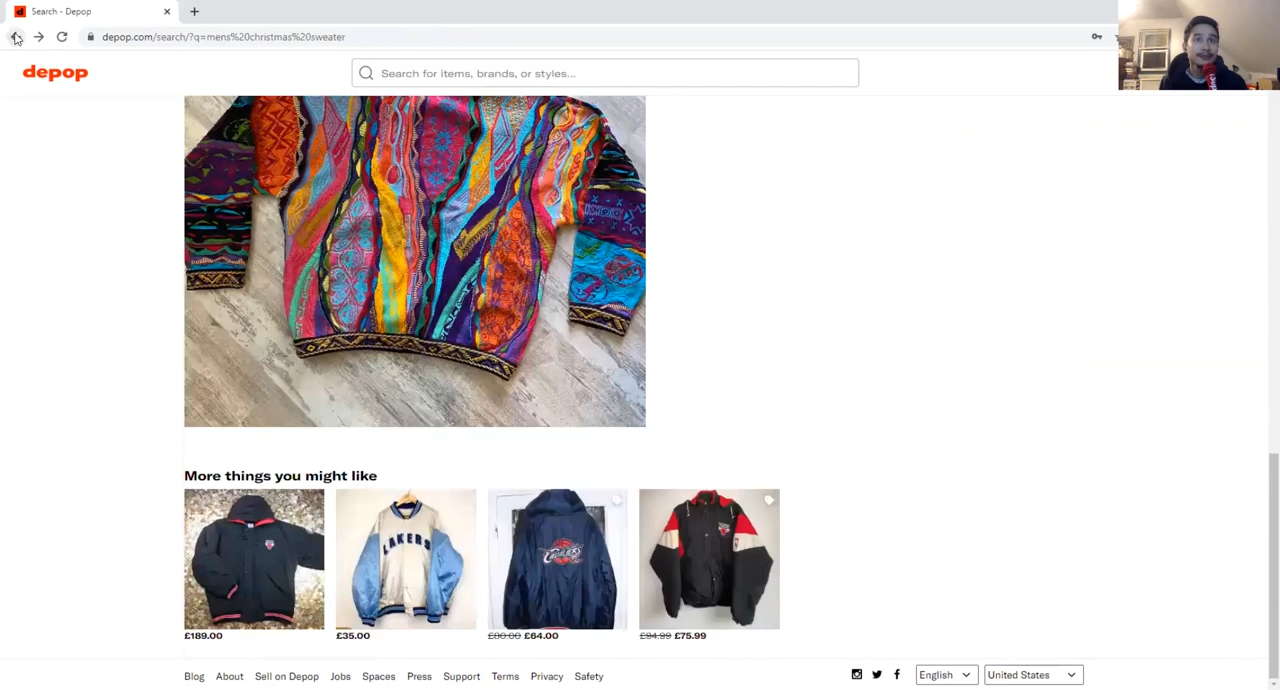 Search - Depop
depop.com/search/?q=mens%20christmas%20sweater
depop
Search for items, brands, or styles...
More things you might like
LAKERS
CAVALIERS
£189.00
£35.00
£80.00 £64.00
£94.99 £75.99
Blog About Sell on Depop Jobs Spaces Press Support Terms Privacy Safety
English
United States